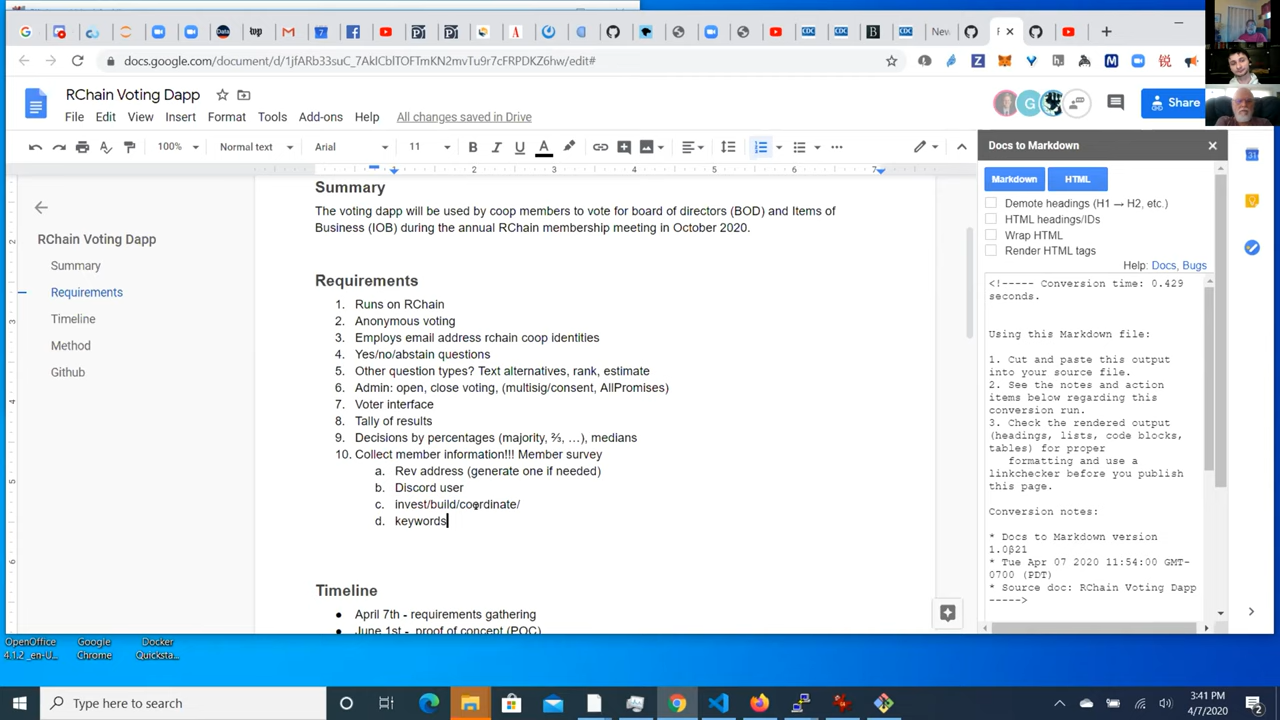 New
docs.google.com/document/d/1jfARb33suC_7AkICblTOFTmKN2mvTu9r7cFRPDKZ6hw/edit#
RChain Voting Dapp
File Edit View Insert Format Tools Add-ons Help All changes saved in Drive
Share
100% Normal text Arial 11
Docs to Markdown
Markdown HTML
Demote headings (H1 → H2, etc.)
HTML headings/IDs
Wrap HTML
Render HTML tags
Help: Docs, Bugs
<!----- Conversion time: 0.429
seconds.
Using this Markdown file:
1. Cut and paste this output
into your source file.
2. See the notes and action
items below regarding this
conversion run.
3. Check the rendered output
(headings, lists, code blocks,
tables) for proper
formatting and use a
linkchecker before you publish
this page.
Conversion notes:
* Docs to Markdown version
1.0β21
* Tue Apr 07 2020 11:54:00 GMT-
0700 (PDT)
* Source doc: RChain Voting Dapp
----->
RChain Voting Dapp
Summary
Requirements
Timeline
Method
Github
Summary
The voting dapp will be used by coop members to vote for board of directors (BOD) and Items of
Business (IOB) during the annual RChain membership meeting in October 2020.
Requirements
1. Runs on RChain
2. Anonymous voting
3. Employs email address rchain coop identities
4. Yes/no/abstain questions
5. Other question types? Text alternatives, rank, estimate
6. Admin: open, close voting, (multisig/consent, AllPromises)
7. Voter interface
8. Tally of results
9. Decisions by percentages (majority, ⅔, …), medians
10. Collect member information!!! Member survey
a. Rev address (generate one if needed)
b. Discord user
c. invest/build/coordinate/
d. keywords
Timeline
● April 7th - requirements gathering
● June 1st - proof of concept (POC)
OpenOffice
4.1.2 _en-U...
Google
Chrome
Docker
Quicksta...
Type here to search
3:41 PM
4/7/2020
2